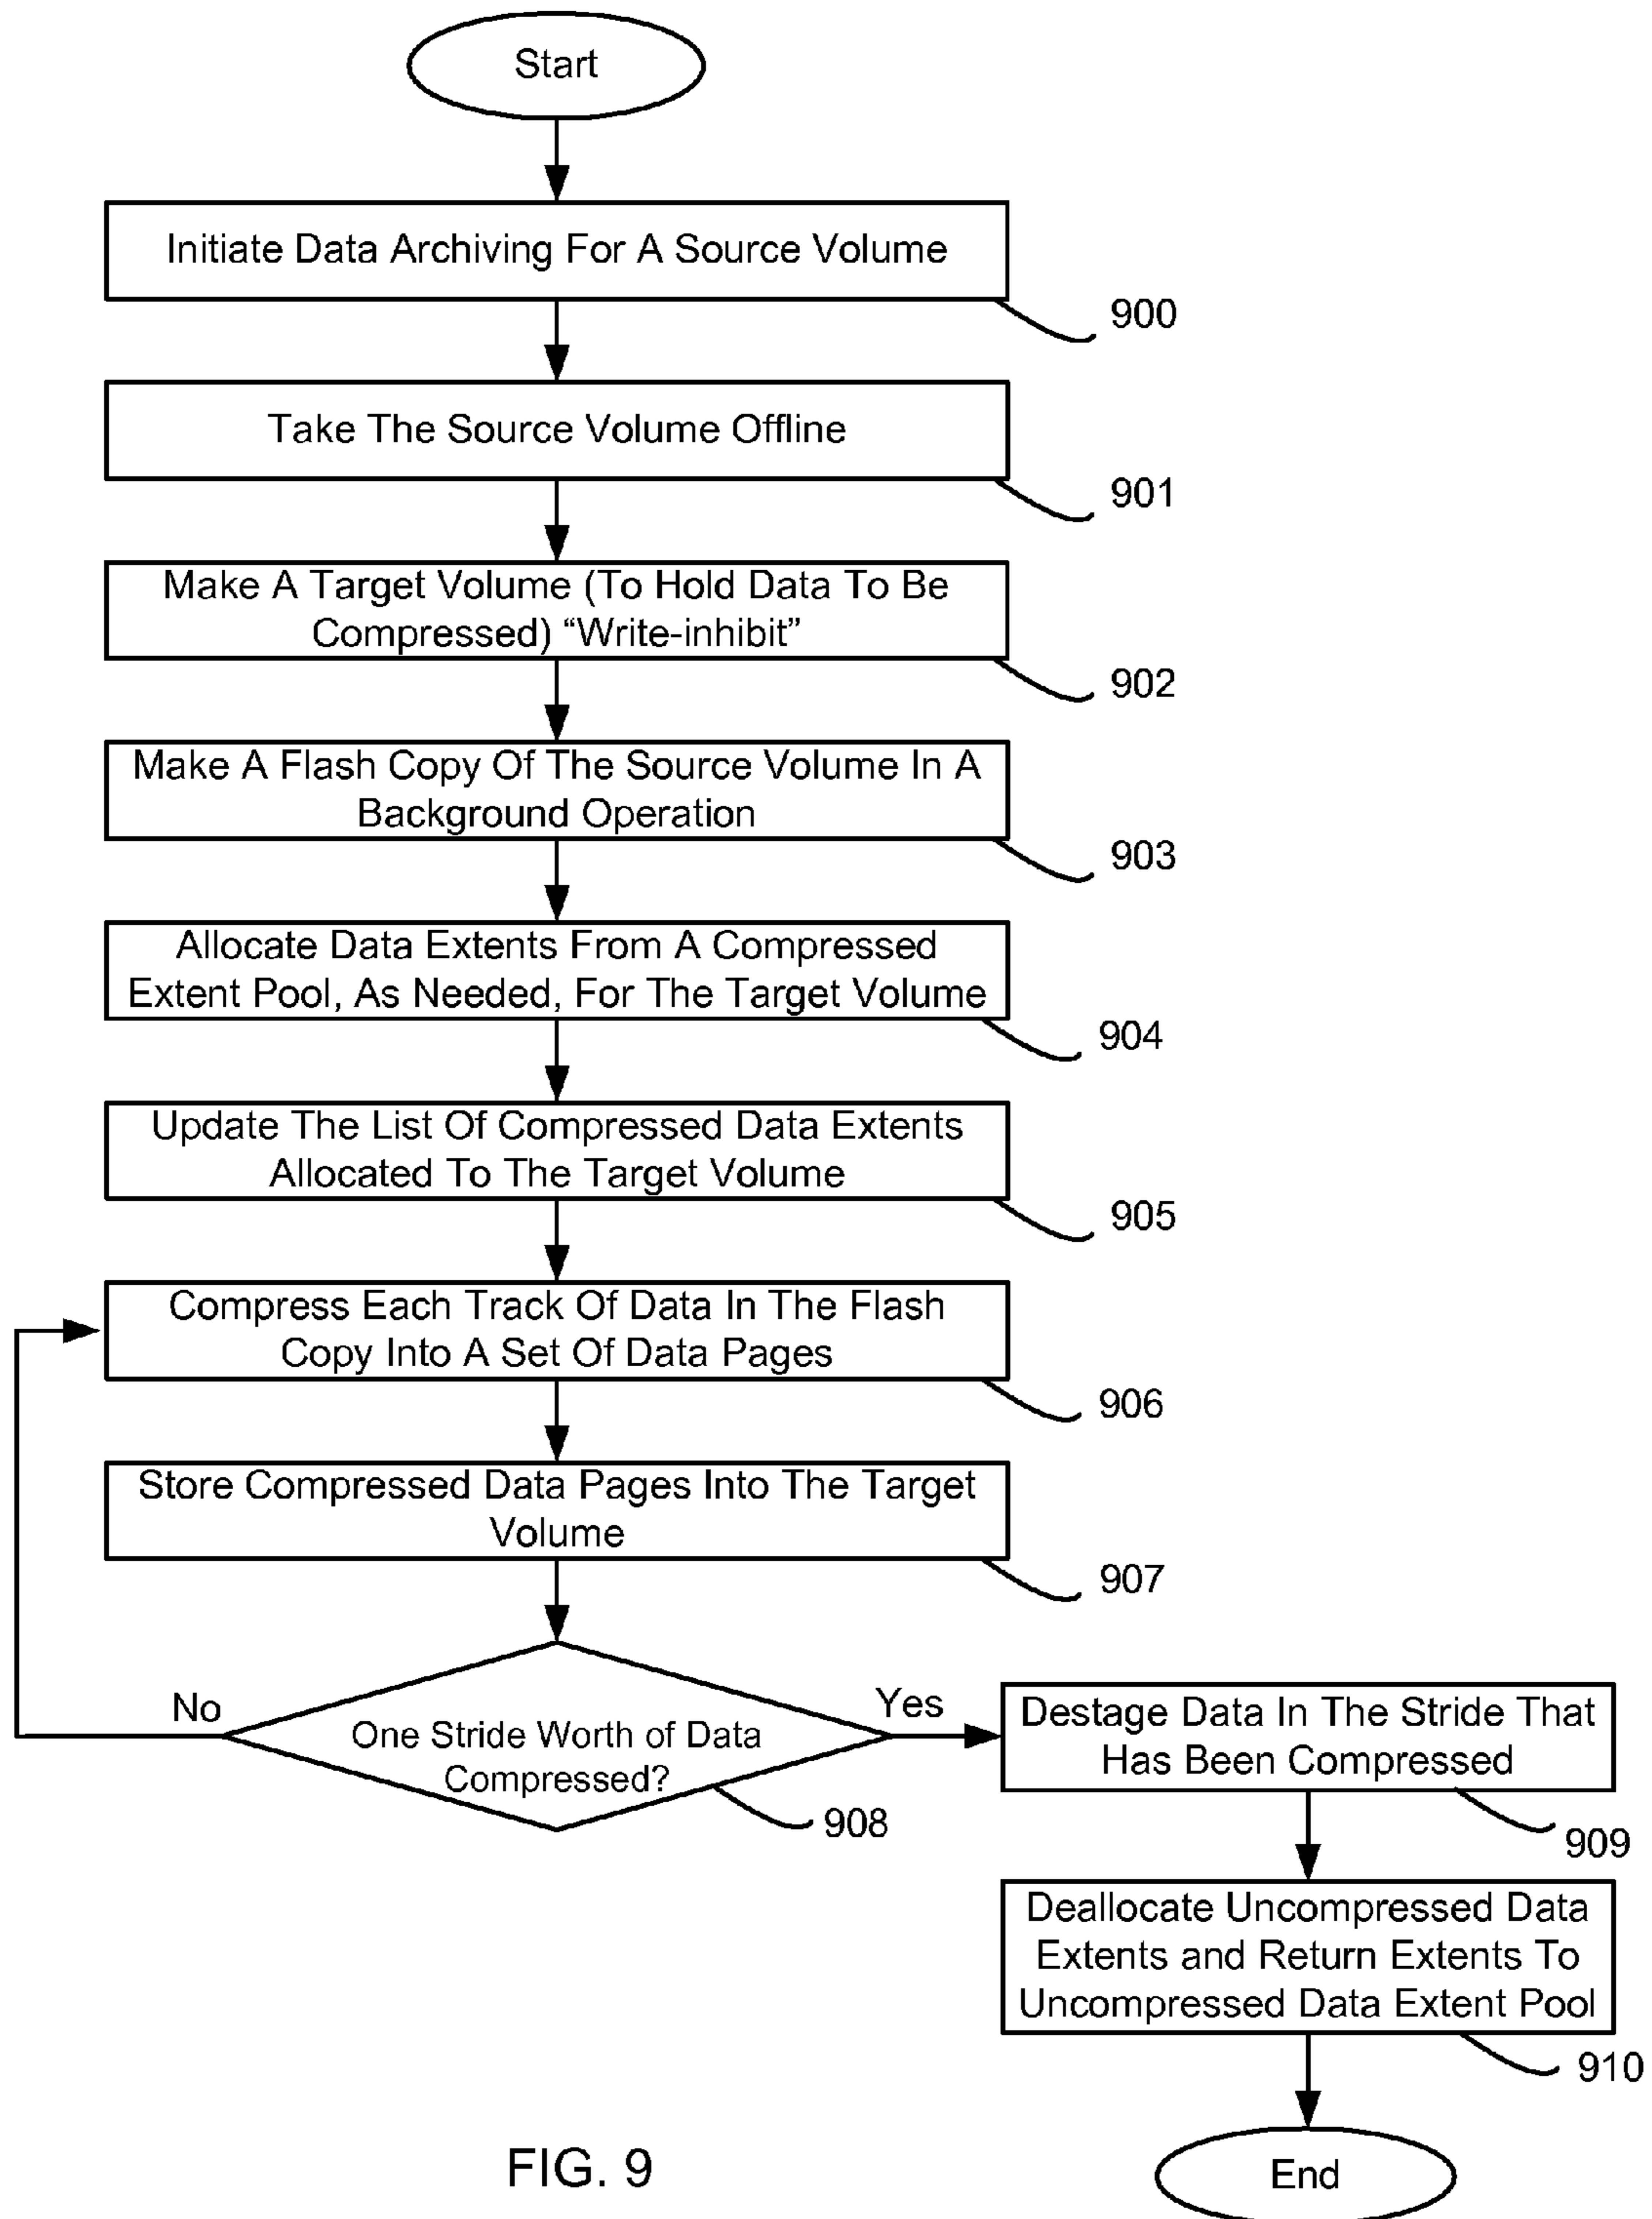 Start
Initiate Data Archiving For A Source Volume
900
Take The Source Volume Offline
901
Make A Target Volume (To Hold Data To Be
Compressed) “Write-inhibit”
902
Make A Flash Copy Of The Source Volume In A
Background Operation
903
Allocate Data Extents From A Compressed
Extent Pool, As Needed, For The Target Volume
904
Update The List Of Compressed Data Extents
Allocated To The Target Volume
905
Compress Each Track Of Data In The Flash
Copy Into A Set Of Data Pages
906
Store Compressed Data Pages Into The Target
Volume
907
No
One Stride Worth of Data
Compressed?
908
Yes
Destage Data In The Stride That
Has Been Compressed
909
Deallocate Uncompressed Data
Extents and Return Extents To
Uncompressed Data Extent Pool
910
End
FIG. 9